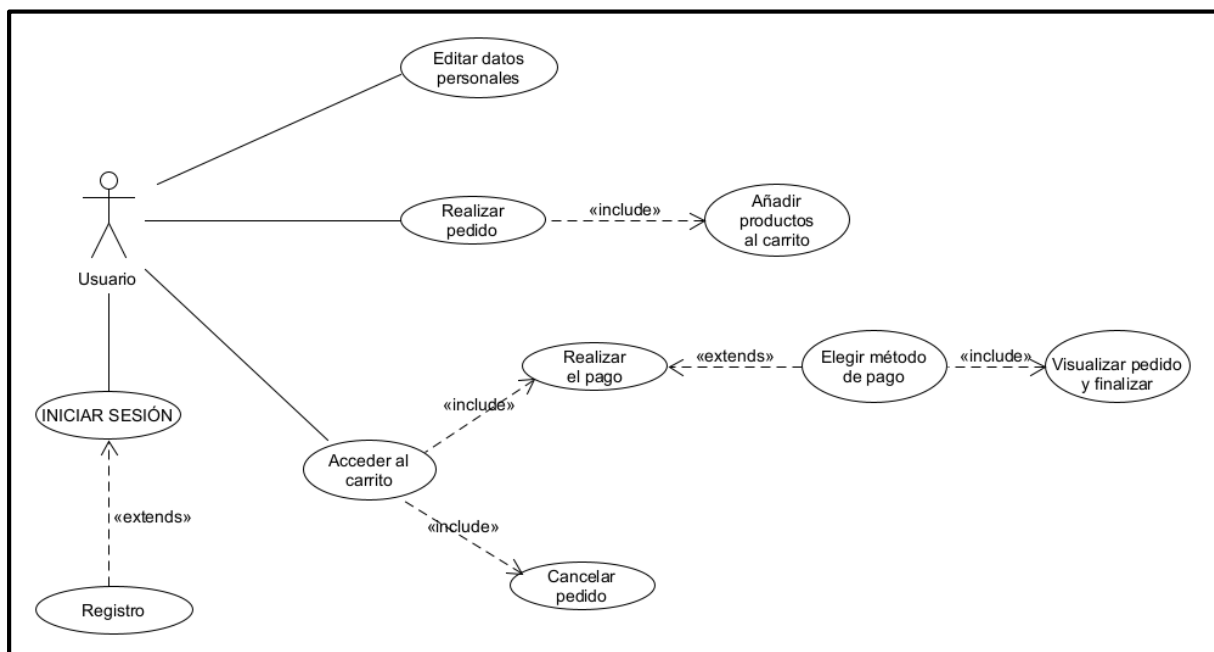 Editar datos
personales
Realizar
pedido
«include»
Añadir
productos
al carrito
Usuario
Realizar
el pago
«extends»
Elegir método
de pago
«include»
Visualizar pedido
y finalizar
INICIAR SESIÓN
«include»
Acceder al
carrito
«extends»
«include»
Cancelar
pedido
Registro